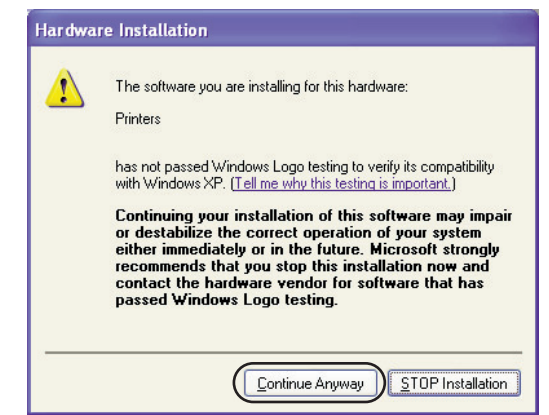 Hardware Installation
The software you are installing for this hardware:
Printers
has not passed Windows Logo testing to verify its compatibility
with Windows XP. (Tell me why this testing is important.)
Continuing your installation of this software may impair
or destabilize the correct operation of your system
either immediately or in the future. Microsoft strongly
recommends that you stop this installation now and
contact the hardware vendor for software that has
passed Windows Logo testing.
Continue Anyway STOP Installation